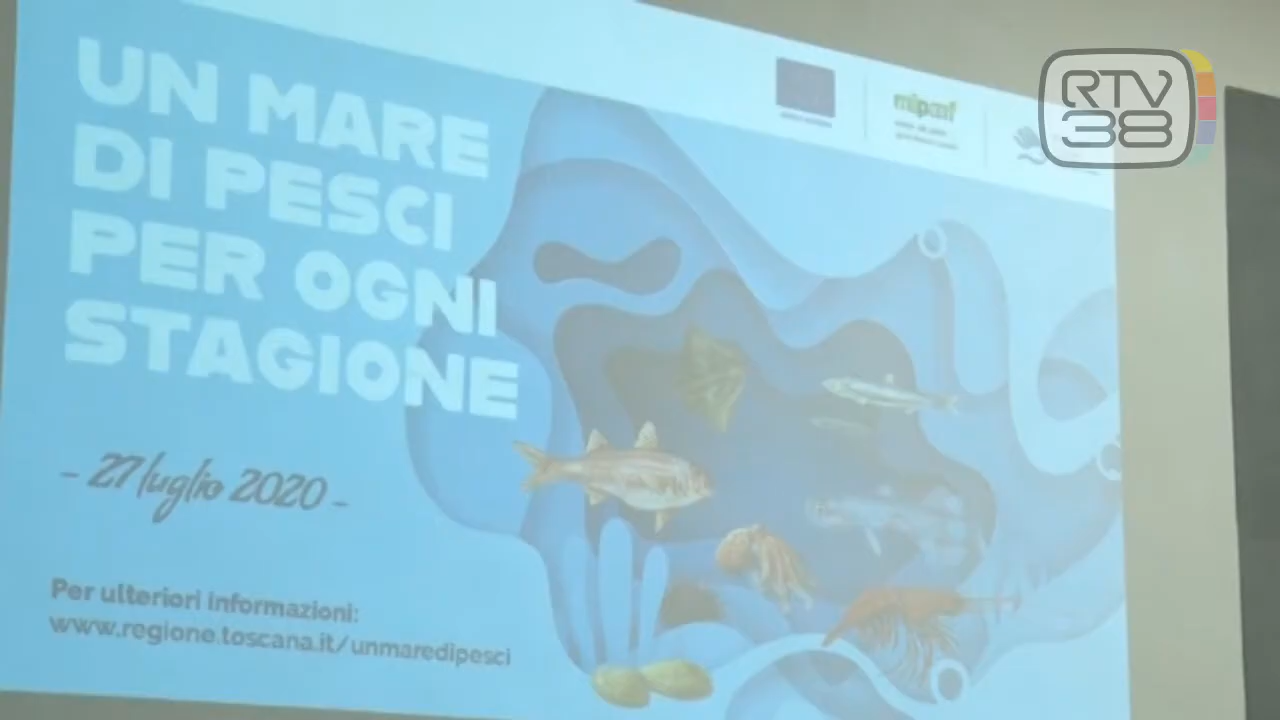 UN MARE
DI PESCI
PER OGNI
STAGIONE
- 27 luglio 2020 -
Per ulteriori informazioni:
www.regione.toscana.it/unmaredipesci
mipaaf
RTV
38